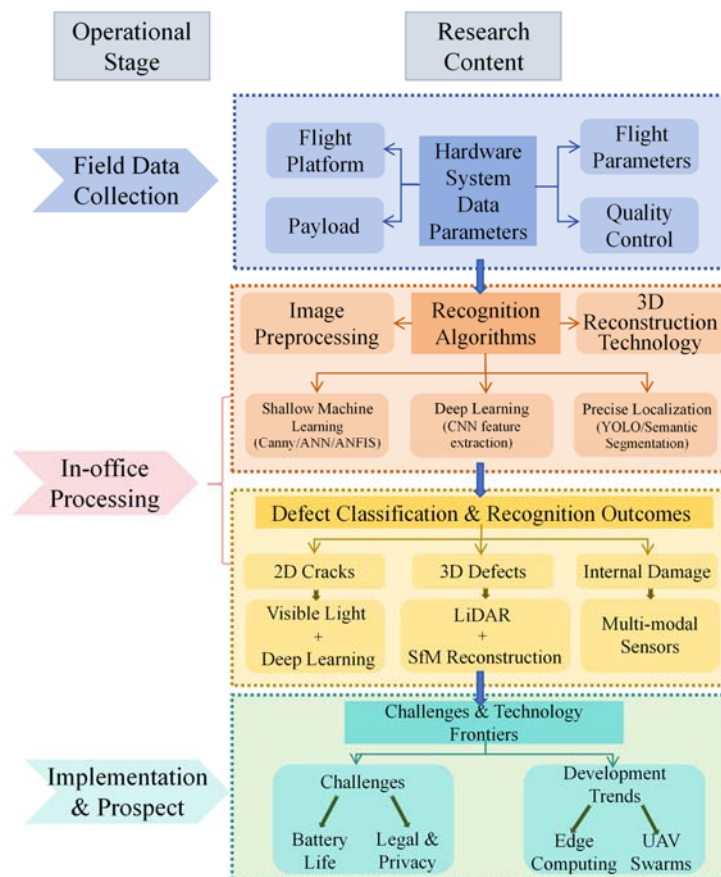 Operational
Stage
Research
Content
Field Data
Collection
Flight
Platform
Hardware
System
Data
Parameters
Flight
Parameters
Payload
Quality
Control
Image
Preprocessing
Recognition
Algorithms
3D
Reconstruction
Technology
Shallow Machine
Learning
(Canny/ANN/ANFIS)
Deep Learning
(CNN feature
extraction)
Precise Localization
(YOLO/Semantic
Segmentation)
In-office
Processing
Defect Classification & Recognition Outcomes
2D Cracks
3D Defects
Internal Damage
Visible Light
+
Deep Learning
LiDAR
+
SfM Reconstruction
Multi-modal
Sensors
Implementation
& Prospect
Challenges & Technology
Frontiers
Challenges
Battery
Life
Legal &
Privacy
Development
Trends
Edge
Computing
UAV
Swarms